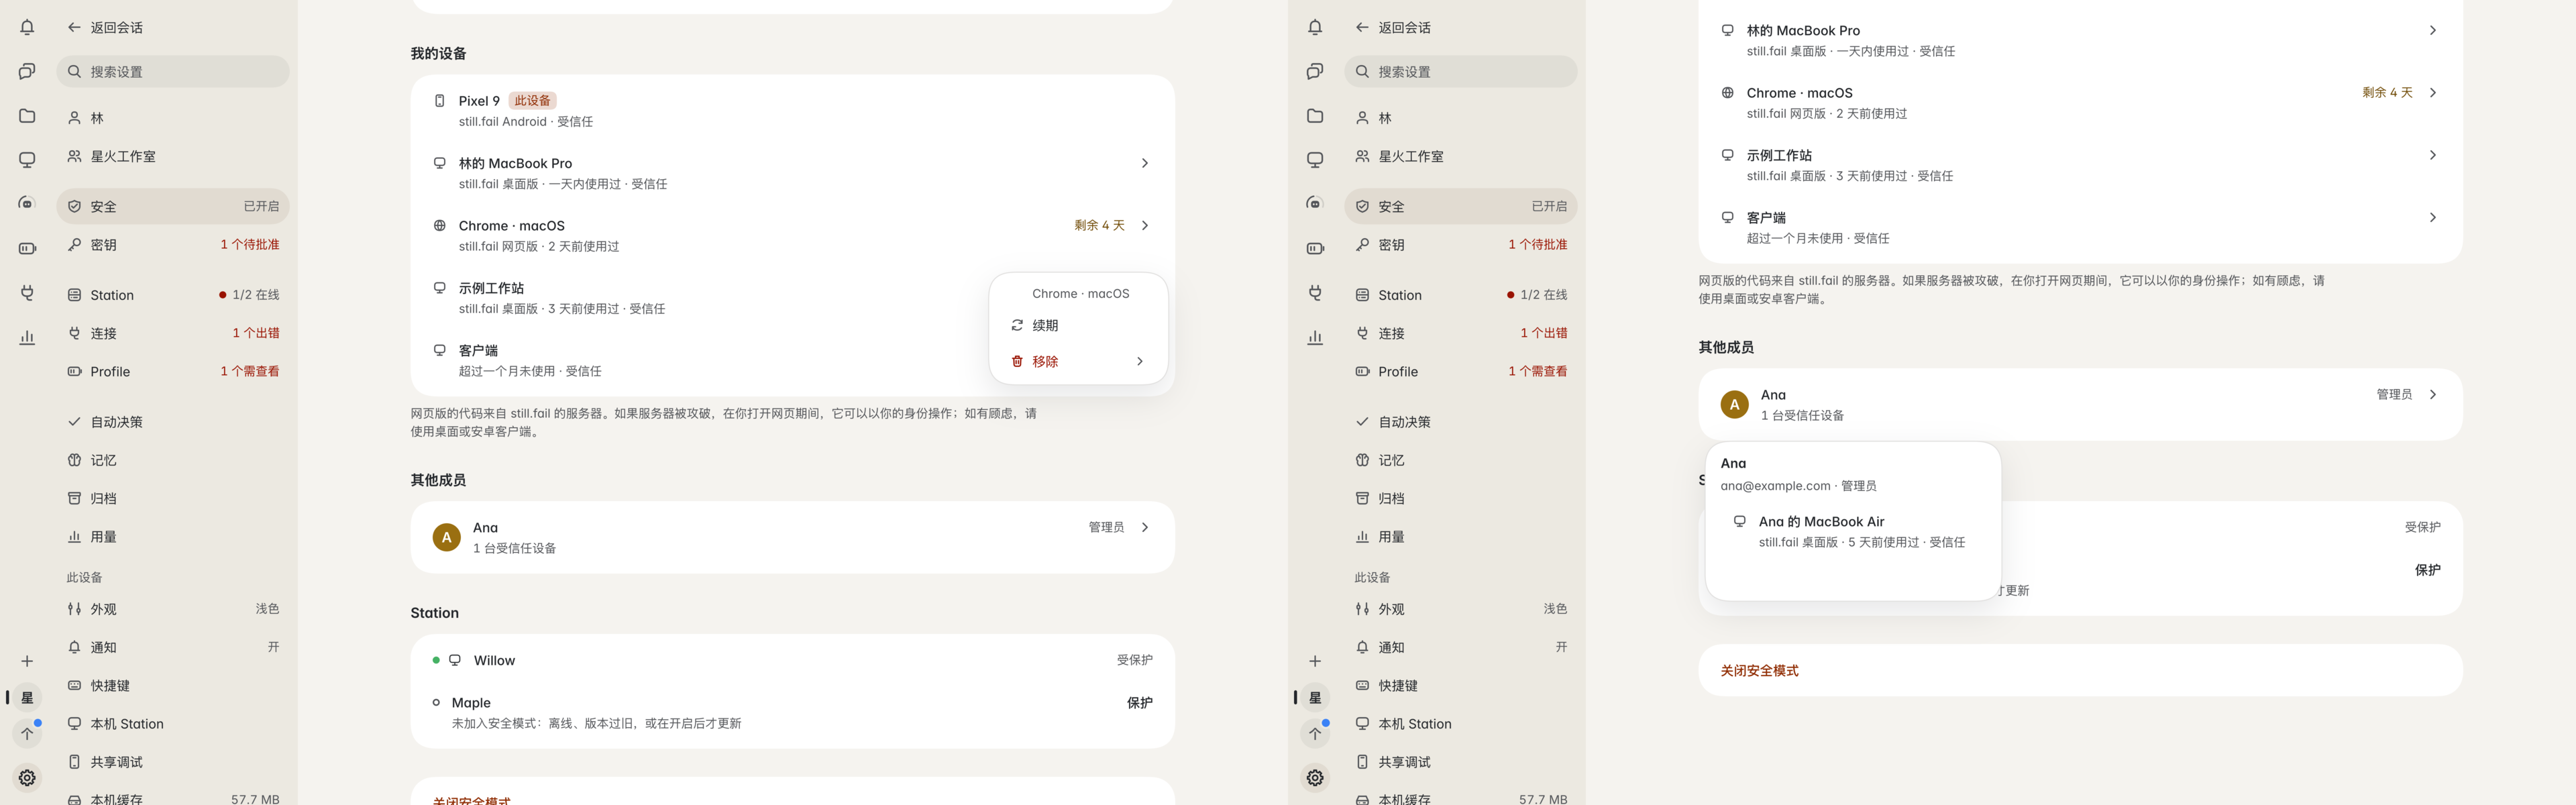 返回会话
搜索设置
林
星火工作室
安全 已开启
密钥 1 个待批准
Station 1/2 在线
连接 1 个出错
Profile 1 个需查看
自动决策
记忆
归档
用量
此设备
外观 浅色
通知 开
快捷键
本机 Station
共享调试
本机缓存 57.7 MB
星
我的设备
Pixel 9 此设备
still.fail Android · 受信任
林的 MacBook Pro
still.fail 桌面版 · 一天内使用过 · 受信任
Chrome · macOS 剩余 4 天
still.fail 网页版 · 2 天前使用过
示例工作站
still.fail 桌面版 · 3 天前使用过 · 受信任
客户端
超过一个月未使用 · 受信任
Chrome · macOS
续期
移除
网页版的代码来自 still.fail 的服务器。如果服务器被攻破，在你打开网页期间，它可以以你的身份操作；如有顾虑，请
使用桌面或安卓客户端。
其他成员
A
Ana 管理员
1 台受信任设备
Station
Willow 受保护
Maple 保护
未加入安全模式：离线、版本过旧，或在开启后才更新
关闭安全模式
返回会话
搜索设置
林
星火工作室
安全 已开启
密钥 1 个待批准
Station 1/2 在线
连接 1 个出错
Profile 1 个需查看
自动决策
记忆
归档
用量
此设备
外观 浅色
通知 开
快捷键
本机 Station
共享调试
本机缓存 57.7 MB
星
林的 MacBook Pro
still.fail 桌面版 · 一天内使用过 · 受信任
Chrome · macOS 剩余 4 天
still.fail 网页版 · 2 天前使用过
示例工作站
still.fail 桌面版 · 3 天前使用过 · 受信任
客户端
超过一个月未使用 · 受信任
网页版的代码来自 still.fail 的服务器。如果服务器被攻破，在你打开网页期间，它可以以你的身份操作；如有顾虑，请
使用桌面或安卓客户端。
其他成员
A
Ana 管理员
1 台受信任设备
Ana
ana@example.com · 管理员
Ana 的 MacBook Air
still.fail 桌面版 · 5 天前使用过 · 受信任
受保护
保护
更新
关闭安全模式